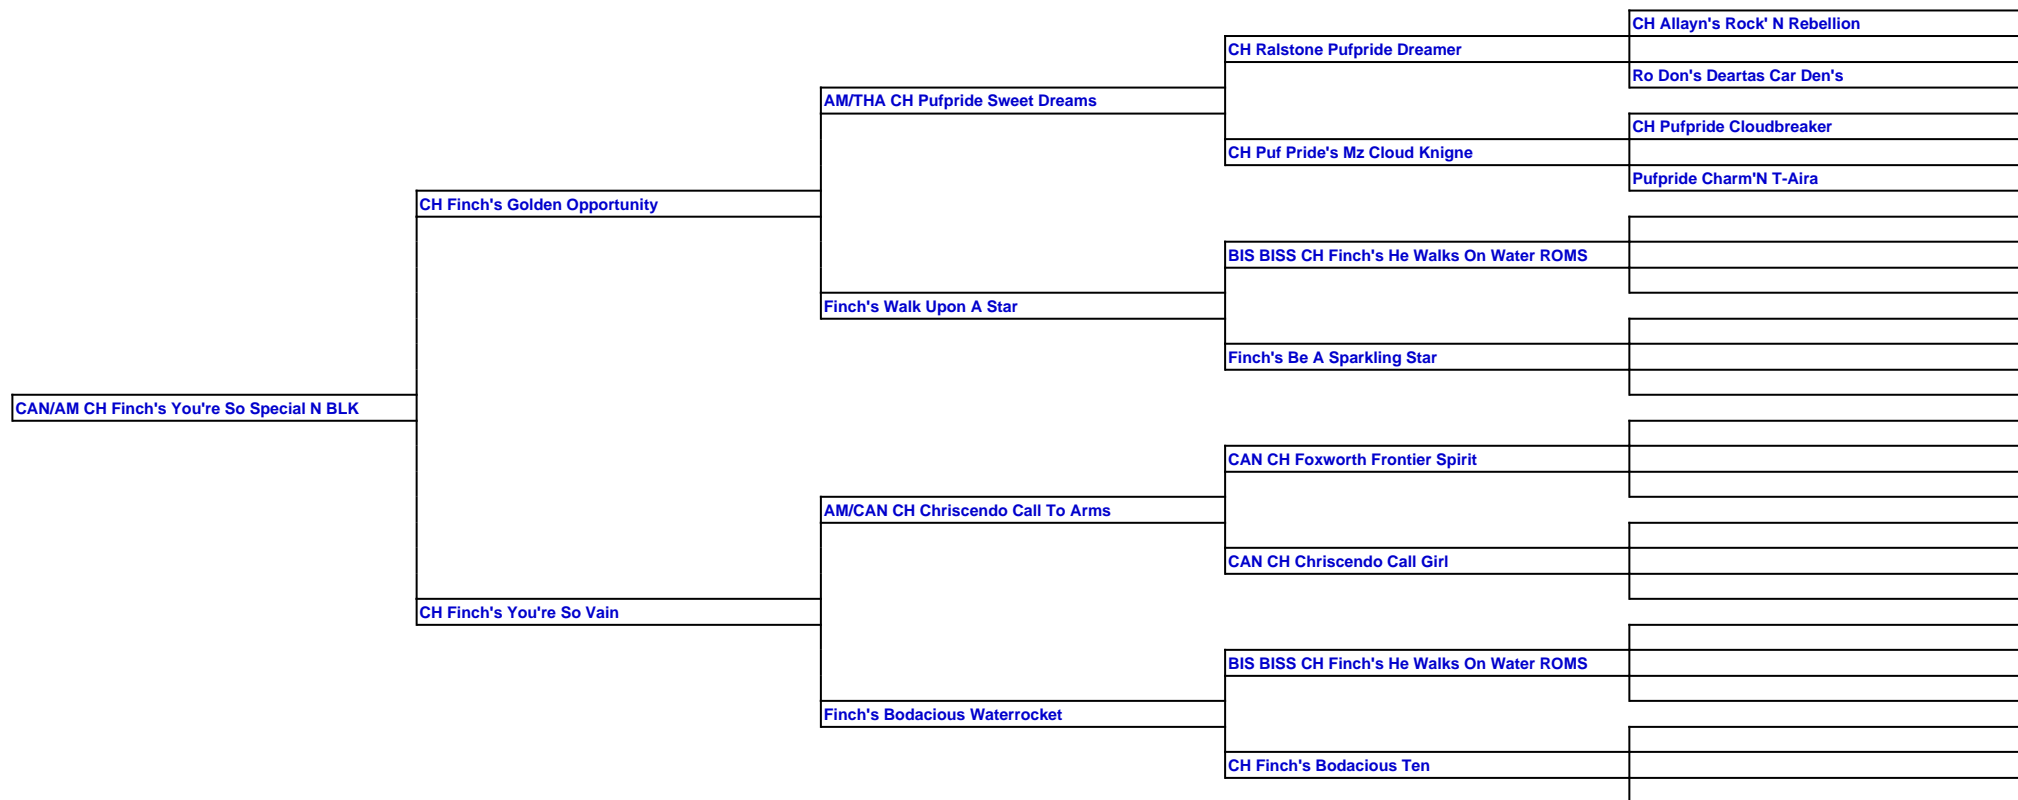 CH Allayn's Rock' N Rebellion
CH Ralstone Pufpride Dreamer
Ro Don's Deartas Car Den's
AM/THA CH Pufpride Sweet Dreams
CH Pufpride Cloudbreaker
CH Puf Pride's Mz Cloud Knigne
Pufpride Charm'N T-Aira
CH Finch's Golden Opportunity
BIS BISS CH Finch's He Walks On Water ROMS
Finch's Walk Upon A Star
Finch's Be A Sparkling Star
CAN/AM CH Finch's You're So Special N BLK
CAN CH Foxworth Frontier Spirit
AM/CAN CH Chriscendo Call To Arms
CAN CH Chriscendo Call Girl
CH Finch's You're So Vain
BIS BISS CH Finch's He Walks On Water ROMS
Finch's Bodacious Waterrocket
CH Finch's Bodacious Ten